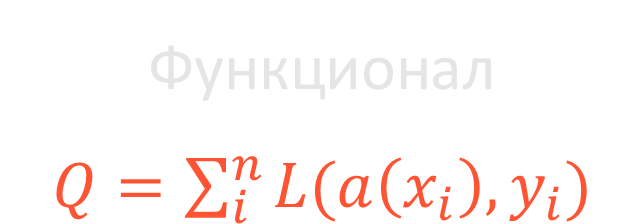 Функционал
Q = ∑ᵢⁿ L(a(xᵢ), yᵢ)